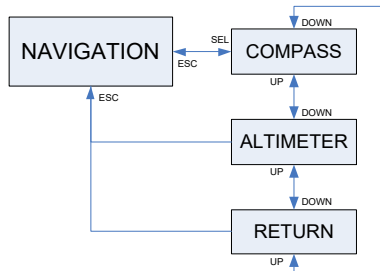 DOWN
NAVIGATION
SEL
ESC
COMPASS
UP
ESC
DOWN
ALTIMETER
UP
DOWN
RETURN
UP